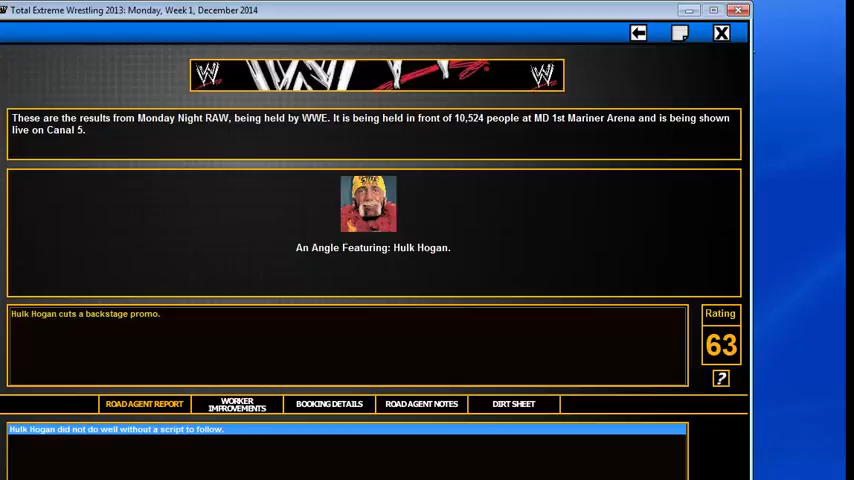 Total Extreme Wrestling 2013: Monday, Week 1, December 2014
These are the results from Monday Night RAW, being held by WWE. It is being held in front of 10,524 people at MD 1st Mariner Arena and is being shown
live on Canal 5.
An Angle Featuring: Hulk Hogan.
Hulk Hogan cuts a backstage promo.
Rating
63
?
ROAD AGENT REPORT
WORKER
IMPROVEMENTS
BOOKING DETAILS
ROAD AGENT NOTES
DIRT SHEET
Hulk Hogan did not do well without a script to follow.